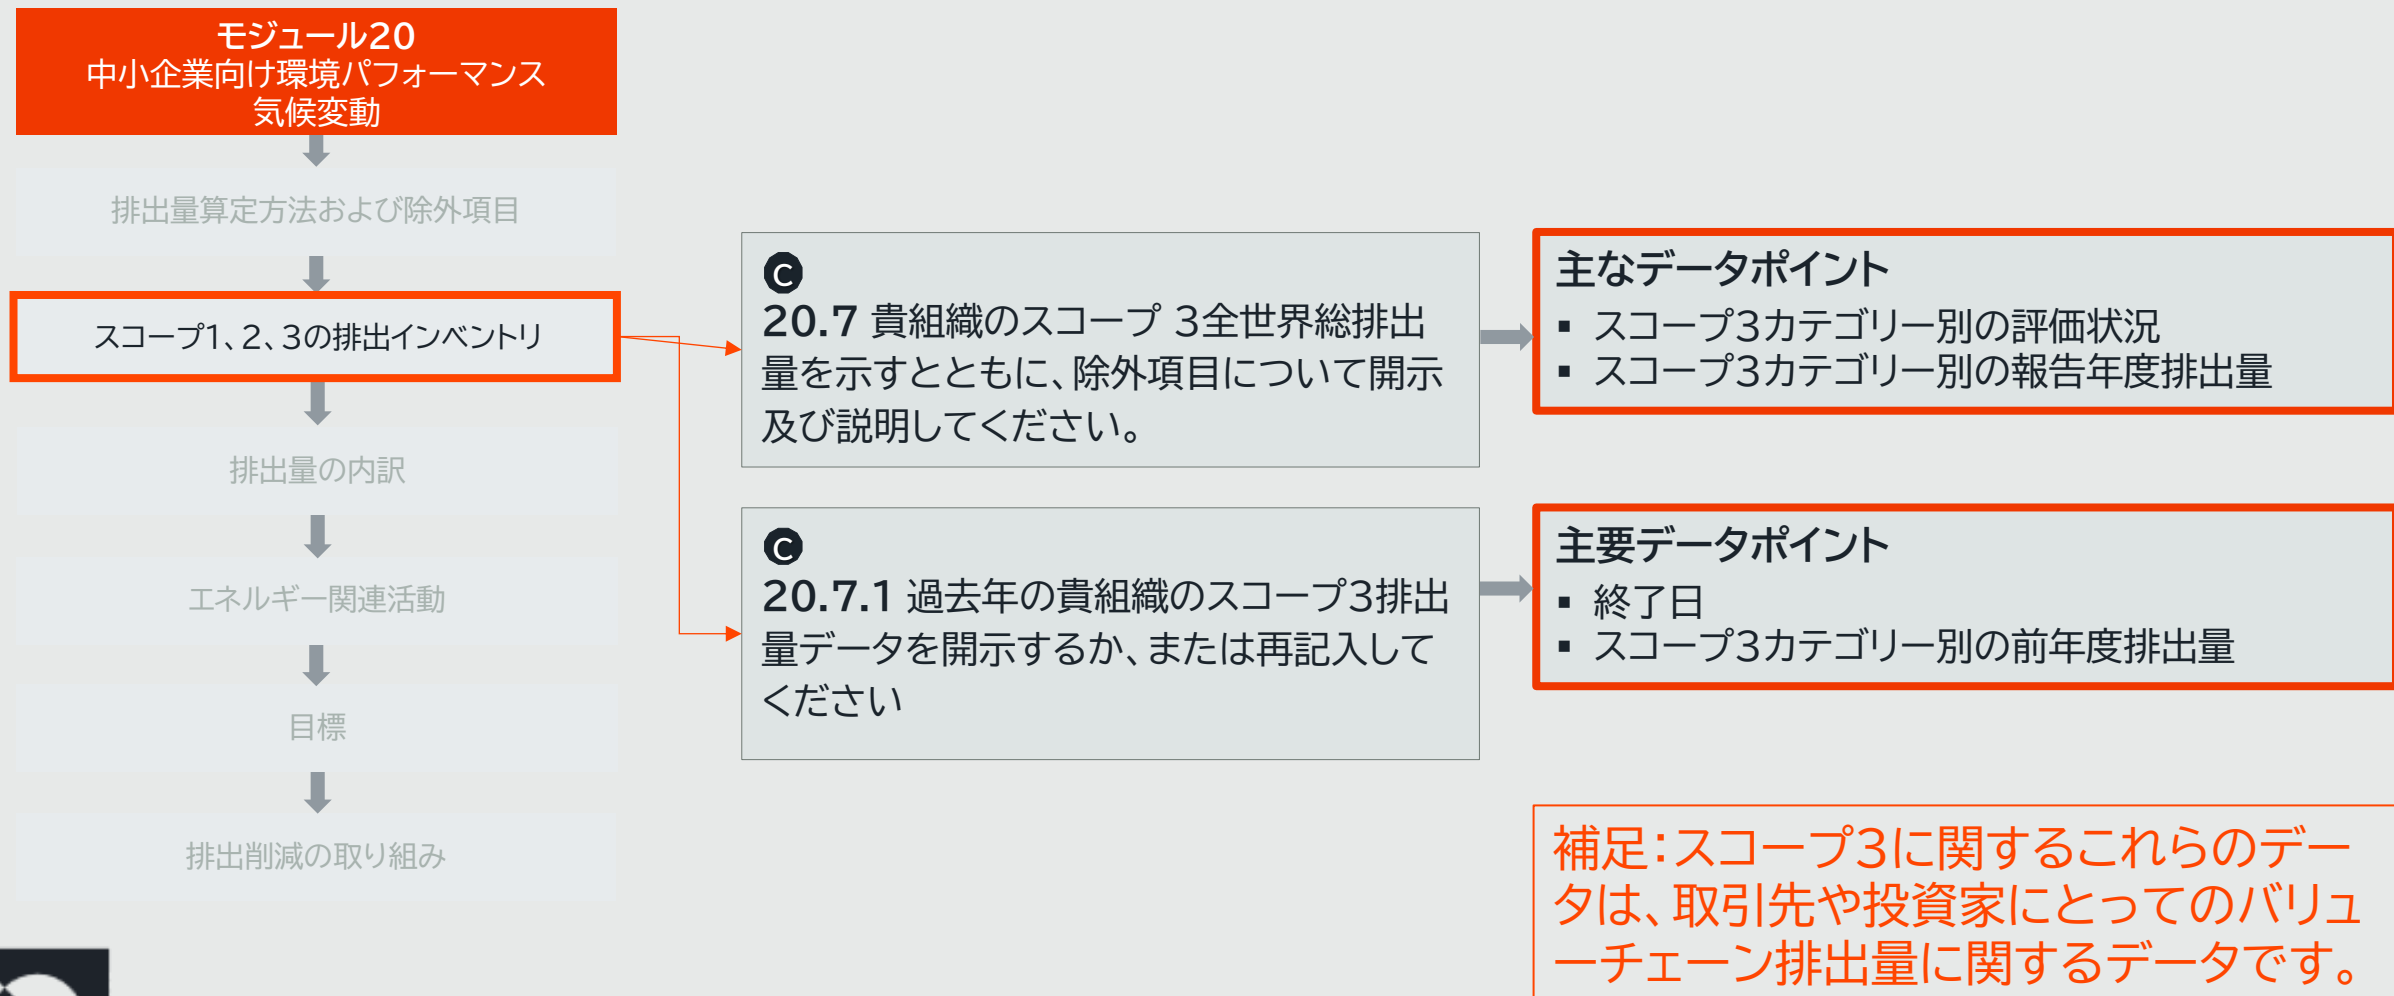 モジュール20
中小企業向け環境パフォーマンス
気候変動
排出量算定方法および除外項目
スコープ1、2、3の排出インベントリ
排出量の内訳
エネルギー関連活動
目標
排出削減の取り組み
C
20.7 貴組織のスコープ 3全世界総排出
量を示すとともに、除外項目について開示
及び説明してください。
主なデータポイント
▪ スコープ3カテゴリー別の評価状況
▪ スコープ3カテゴリー別の報告年度排出量
C
20.7.1 過去年の貴組織のスコープ3排出
量データを開示するか、または再記入して
ください
主要データポイント
▪ 終了日
▪ スコープ3カテゴリー別の前年度排出量
補足：スコープ3に関するこれらのデー
タは、取引先や投資家にとってのバリュ
ーチェーン排出量に関するデータです。